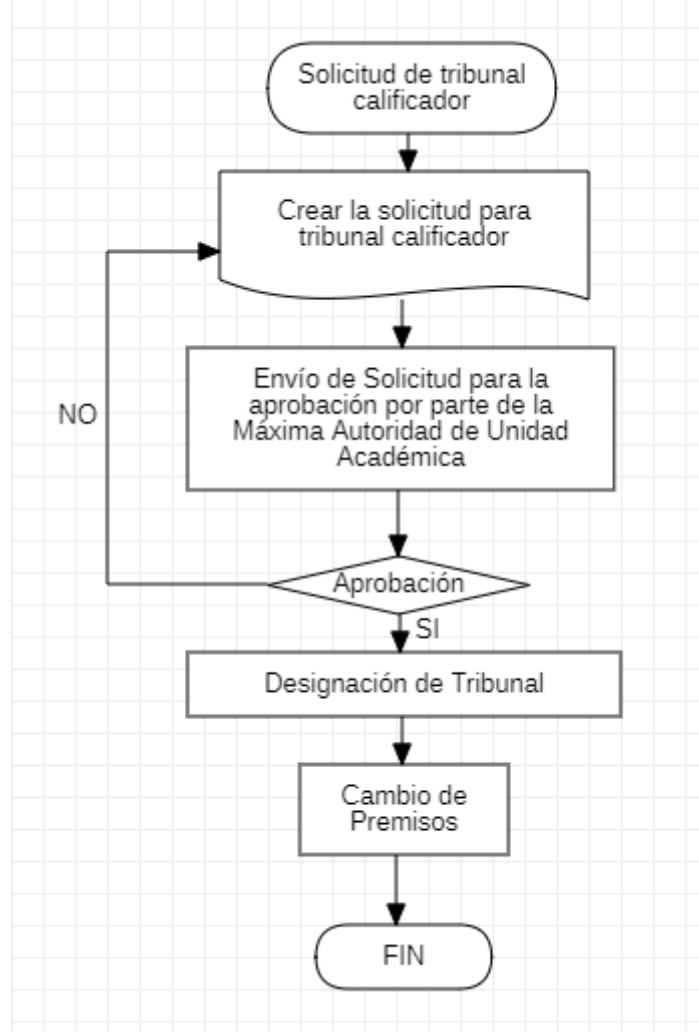 Solicitud de tribunal
calificador
Crear la solicitud para
tribunal calificador
Envío de Solicitud para la
aprobación por parte de la
Máxima Autoridad de Unidad
Académica
NO
Aprobación
SI
Designación de Tribunal
Cambio de
Premisos
FIN